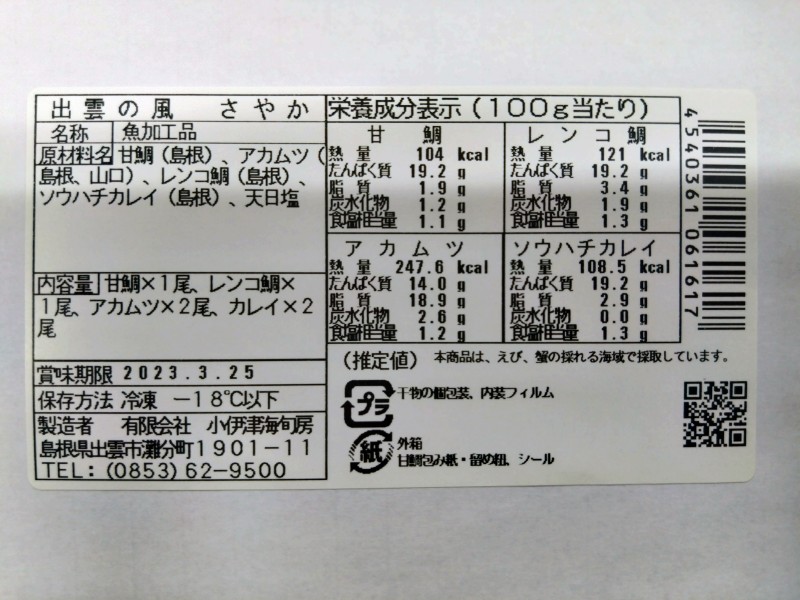 出雲の風 さやか
名称 魚加工品
原材料名 甘鯛(島根)、アカムツ(
島根、山口)、レンコ鯛(島根)、
ソウハチカレイ(島根)、天日塩
内容量 甘鯛×1尾、レンコ鯛×
1尾、アカムツ×2尾、カレイ×2
尾
賞味期限 2023.3.25
保存方法 冷凍 -18℃以下
製造者 有限会社 小伊津海旬房
島根県出雲市灘分町1901-11
TEL:(0853)62-9500
栄養成分表示(100g当たり)
甘鯛
熱量 104 kcal
たんぱく質 19.2 g
脂質 1.9 g
炭水化物 1.2 g
食塩相当量 1.1 g
レンコ鯛
熱量 121 kcal
たんぱく質 19.2 g
脂質 3.4 g
炭水化物 1.9 g
食塩相当量 1.3 g
アカムツ
熱量 247.6 kcal
たんぱく質 14.0 g
脂質 18.9 g
炭水化物 2.6 g
食塩相当量 1.2 g
ソウハチカレイ
熱量 108.5 kcal
たんぱく質 19.2 g
脂質 2.9 g
炭水化物 0.0 g
食塩相当量 1.3 g
(推定値) 本商品は、えび、蟹の採れる海域で採取しています。
プラ 干物の個包装、内装フィルム
紙 外箱
甘鯛包み紙・留め紐、シール
4540361061617